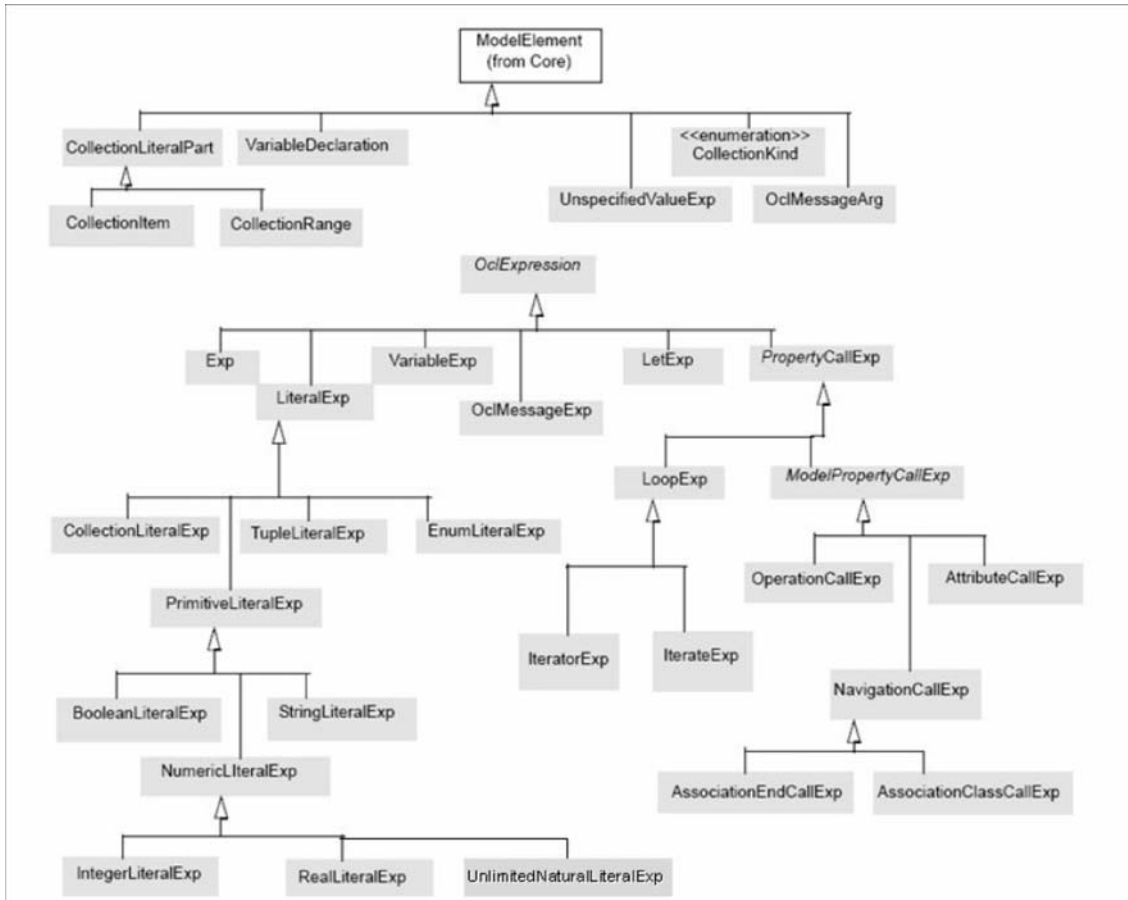 ModelElement
(from Core)
CollectionLiteralPart
VariableDeclaration
<<enumeration>>
CollectionKind
UnspecifiedValueExp
OclMessageArg
CollectionItem
CollectionRange
OclExpression
Exp
LiteralExp
VariableExp
OclMessageExp
LetExp
PropertyCallExp
LoopExp
ModelPropertyCallExp
CollectionLiteralExp
TupleLiteralExp
EnumLiteralExp
OperationCallExp
AttributeCallExp
PrimitiveLiteralExp
IteratorExp
IterateExp
NavigationCallExp
BooleanLiteralExp
StringLiteralExp
NumericLIteralExp
AssociationEndCallExp
AssociationClassCallExp
IntegerLiteralExp
RealLiteralExp
UnlimitedNaturalLiteralExp